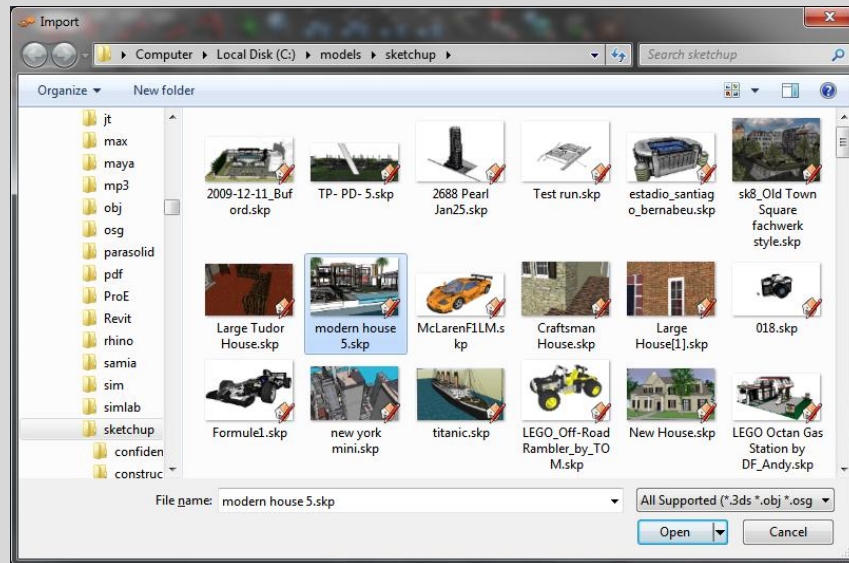 Import
Computer Local Disk (C:) models sketchup
Search sketchup
Organize New folder
jt
max
maya
mp3
obj
osg
parasolid
pdf
ProE
Revit
rhino
samia
sim
simlab
sketchup
confiden
construc
2009-12-11_Buf
ford.skp
TP- PD- 5.skp
2688 Pearl
Jan25.skp
Test run.skp
estadio_santiag
o_bernabeu.skp
sk8_Old Town
Square
fachwerk
style.skp
Large Tudor
House.skp
modern house
5.skp
McLarenF1LM.s
kp
Craftsman
House.skp
Large
House[1].skp
018.skp
Formule1.skp
new york
mini.skp
titanic.skp
LEGO_Off-Road
Rambler_by_TO
M.skp
New House.skp
LEGO Octan Gas
Station by
DF_Andy.skp
File name: modern house 5.skp
All Supported (*.3ds *.obj *.osg
Open Cancel